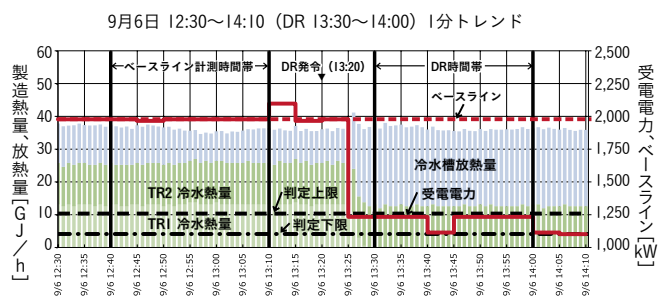 9月6日 12:30～14:10（DR 13:30～14:00）1分トレンド
製造熱量、放熱量[GJ/h]
60
50
40
30
20
10
0
ベースライン計測時間帯
DR発令（13:20）
DR時間帯
ベースライン
冷水槽放熱量
TR2 冷水熱量
判定上限
受電電力
TR1 冷水熱量
判定下限
2,500
2,250
2,000
1,750
1,500
1,250
1,000
受電電力、ベースライン[kW]
9/6 12:30
9/6 12:35
9/6 12:40
9/6 12:45
9/6 12:50
9/6 12:55
9/6 13:00
9/6 13:05
9/6 13:10
9/6 13:15
9/6 13:20
9/6 13:25
9/6 13:30
9/6 13:35
9/6 13:40
9/6 13:45
9/6 13:50
9/6 13:55
9/6 14:00
9/6 14:05
9/6 14:10